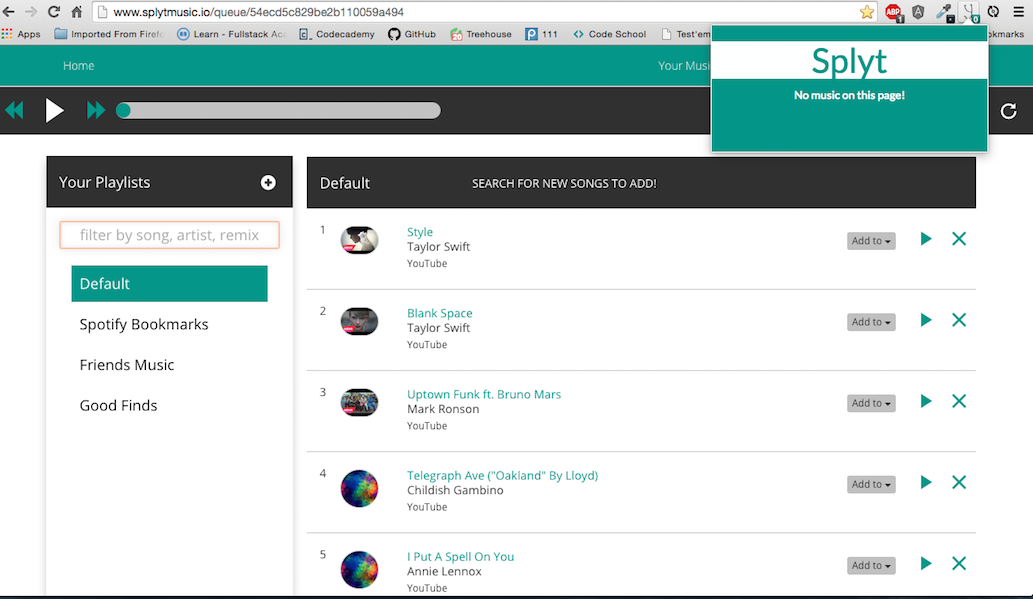 www.splytmusic.io/queue/54ecd5c829be2b110059a494
ABP 1 A 0
Apps Imported From Firefo Learn - Fullstack Aca Codecademy GitHub Treehouse 111 Code School Test'em okmarks
Home Your Musi
Splyt
No music on this page!
Your Playlists
filter by song, artist, remix
Default
Spotify Bookmarks
Friends Music
Good Finds
Default SEARCH FOR NEW SONGS TO ADD!
1 Style
Taylor Swift
YouTube
Add to
2 Blank Space
Taylor Swift
YouTube
Add to
3 Uptown Funk ft. Bruno Mars
Mark Ronson
YouTube
Add to
4 Telegraph Ave ("Oakland" By Lloyd)
Childish Gambino
YouTube
Add to
5 I Put A Spell On You
Annie Lennox
YouTube
Add to